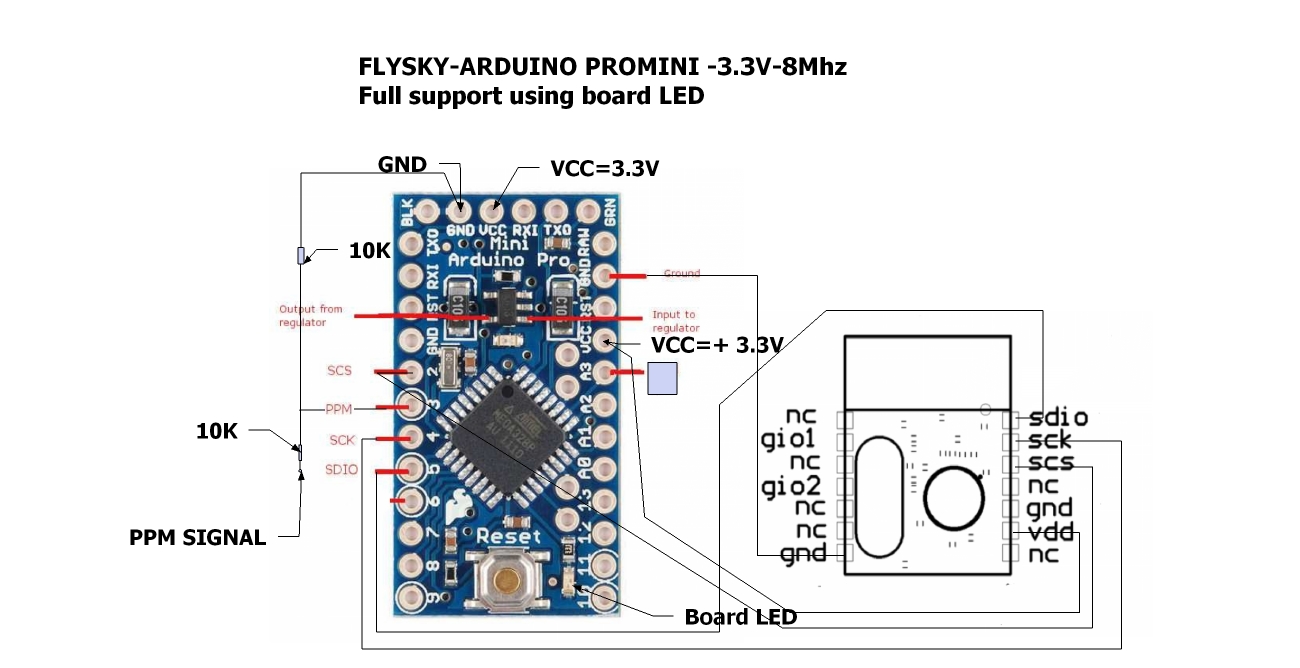 FLYSKY-ARDUINO PROMINI -3.3V-8Mhz
Full support using board LED
GND
VCC=3.3V
BLK
GRN
GND VCC RXI TXO
Mini
Arduino Pro
10K
TXO
RXI
RST
GND
2
3
4
5
6
7
8
9
RAW
GND
RST
VCC
A3
A2
A1
A0
13
12
11
10
C10
C10
Ground
Output from
regulator
Input to
regulator
VCC=+ 3.3V
SCS
PPM
SCK
SDIO
10K
PPM SIGNAL
Reset
Board LED
nc
gio1
nc
gio2
nc
nc
gnd
sdio
sck
scs
nc
gnd
vdd
nc